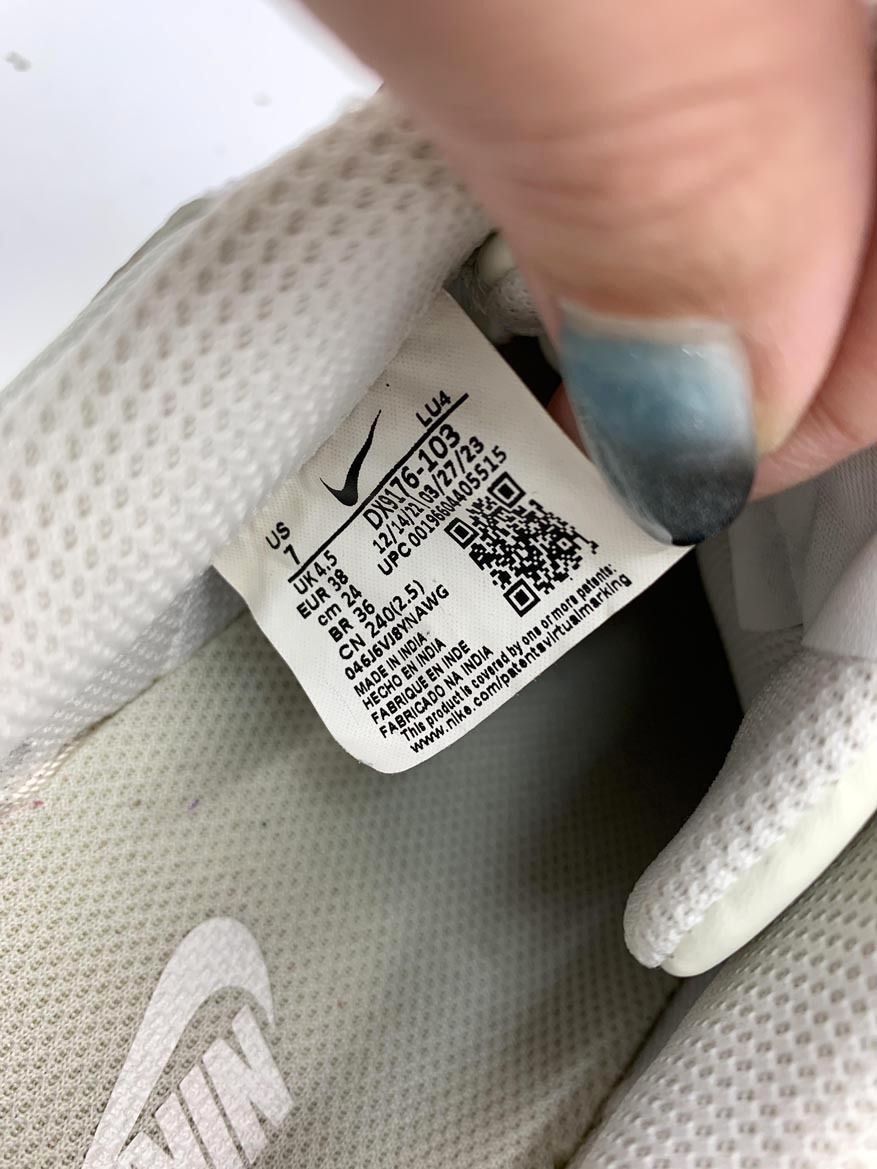 LU4
DX9176-103
12/14/22 03/27/23
UPC 00196604405515
US
7
UK 4.5
EUR 38
cm 24
BR 36
CN 240(2.5)
046J6VJ8YNAWG
MADE IN INDIA
HECHO EN INDIA
FABRIQUE EN INDE
FABRICADO NA INDIA
This product is covered by one or more patents:
www.nike.com/patentsvirtualmarking